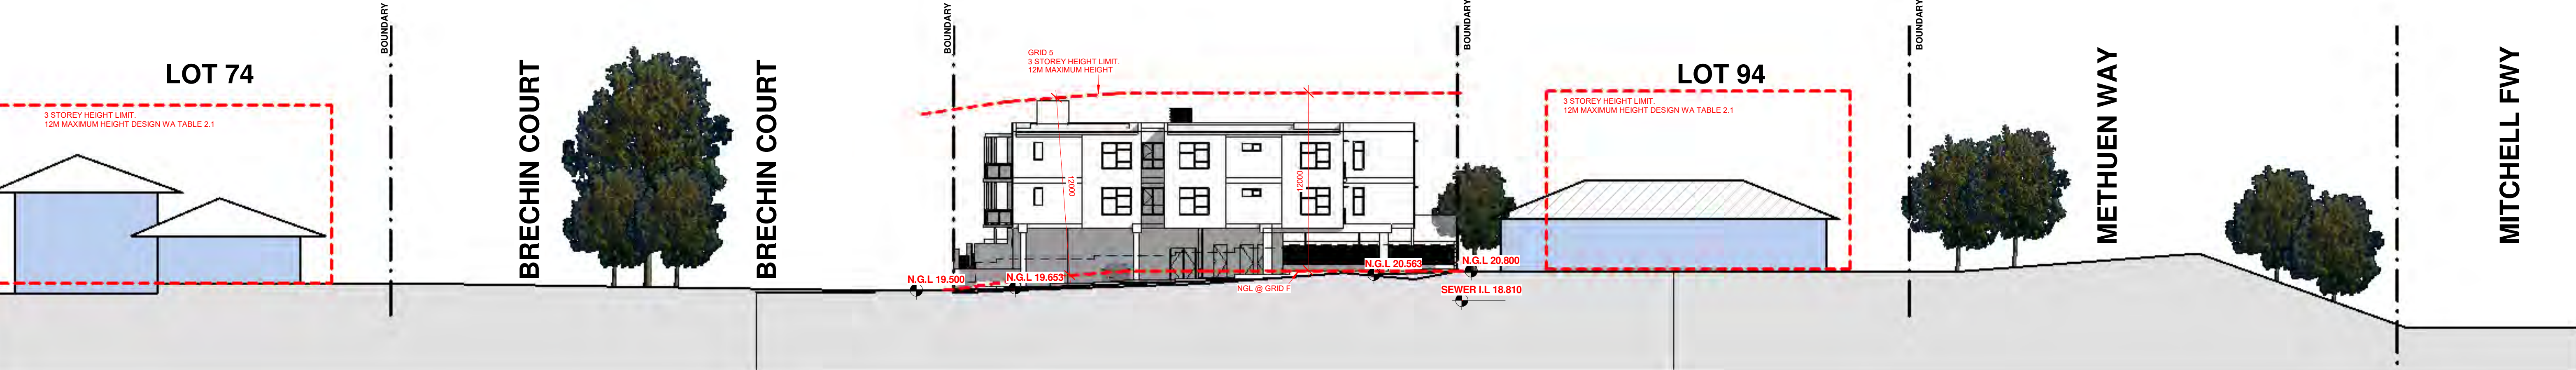 BOUNDARY
BOUNDARY
BOUNDARY
BOUNDARY
LOT 74
3 STOREY HEIGHT LIMIT.
12M MAXIMUM HEIGHT DESIGN WA TABLE 2.1
BRECHIN COURT
BRECHIN COURT
GRID 5
3 STOREY HEIGHT LIMIT.
12M MAXIMUM HEIGHT
12000
12000
N.G.L 19.500
N.G.L 19.653
NGL @ GRID F
N.G.L 20.563
N.G.L 20.800
SEWER I.L 18.810
LOT 94
3 STOREY HEIGHT LIMIT.
12M MAXIMUM HEIGHT DESIGN WA TABLE 2.1
METHUEN WAY
MITCHELL FWY